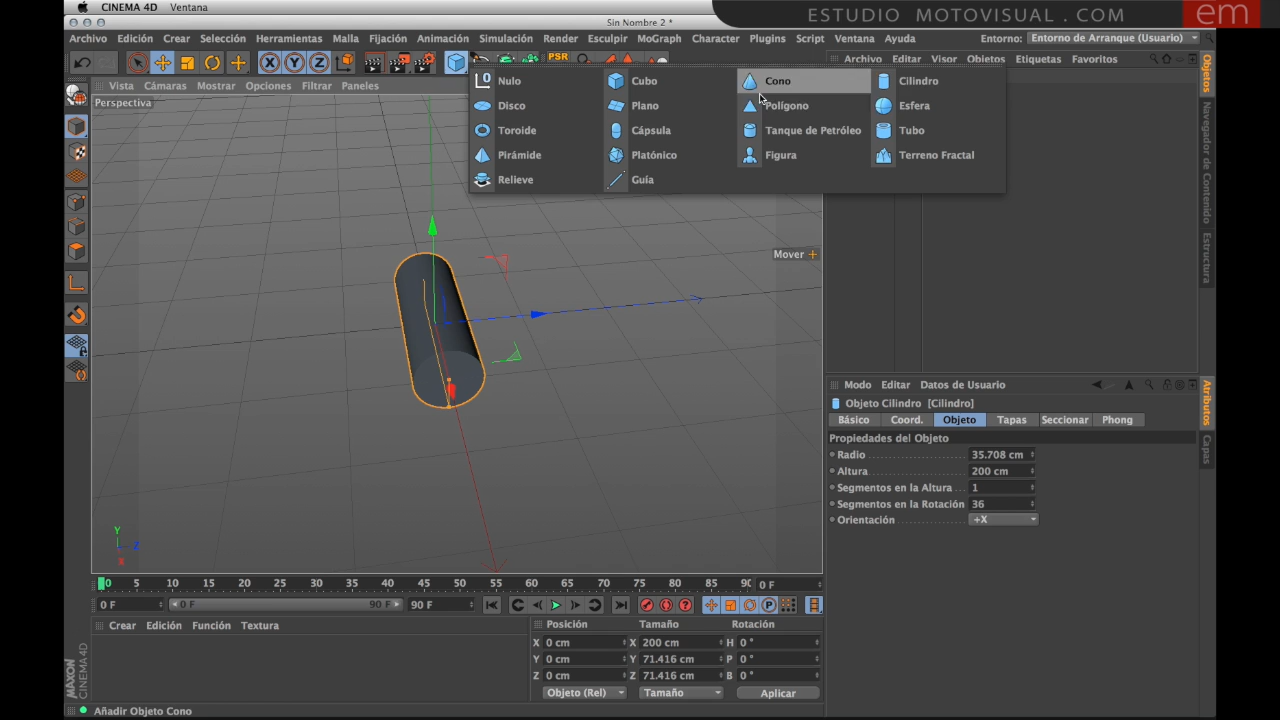 CINEMA 4D Ventana
ESTUDIO MOTOVISUAL . COM em
Sin Nombre 2 *
Archivo Edición Crear Selección Herramientas Malla Fijación Animación Simulación Render Esculpir MoGraph Character Plugins Script Ventana Ayuda Entorno: Entorno de Arranque (Usuario)
X Y Z PSR
Archivo Editar Ver Objetos Etiquetas Favoritos
Vista Cámaras Mostrar Opciones Filtrar Paneles
Perspectiva
Nulo Cubo Cono Cilindro
Disco Plano Polígono Esfera
Toroide Cápsula Tanque de Petróleo Tubo
Pirámide Platónico Figura Terreno Fractal
Relieve Guía
Mover
Objetos
Navegador de Contenido
Estructura
Modo Editar Datos de Usuario
Objeto Cilindro [Cilindro]
Básico Coord. Objeto Tapas Seccionar Phong
Propiedades del Objeto
Radio 35.708 cm
Altura 200 cm
Segmentos en la Altura 1
Segmentos en la Rotación 36
Orientación +X
Atributos
Capas
Y
Z
X
0 5 10 15 20 25 30 35 40 45 50 55 60 65 70 75 80 85 90 0 F
0 F 0 F 90 F 90 F
Crear Edición Función Textura
Posición Tamaño Rotación
X 0 cm X 200 cm H 0 °
Y 0 cm Y 71.416 cm P 0 °
Z 0 cm Z 71.416 cm B 0 °
Objeto (Rel) Tamaño Aplicar
MAXON
CINEMA 4D
Añadir Objeto Cono